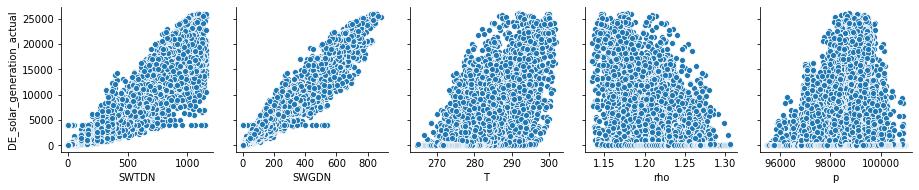 DE_solar_generation_actual
25000
20000
15000
10000
5000
0
0 500 1000
SWTDN
0 200 400 600 800
SWGDN
270 280 290 300
T
1.15 1.20 1.25 1.30
rho
96000 98000 100000
p